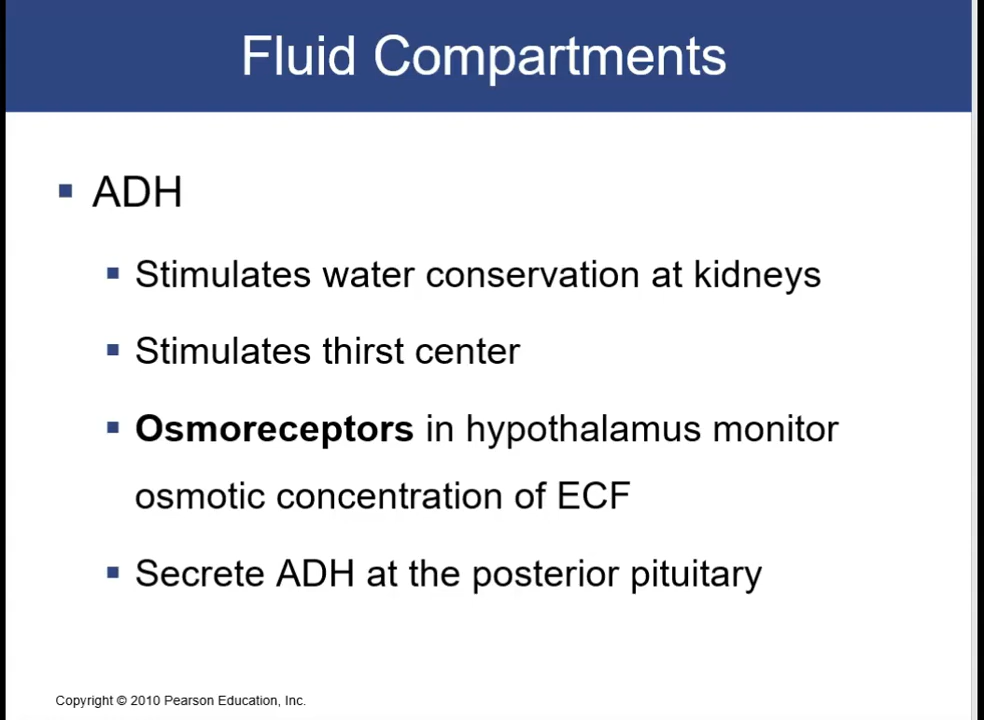 Fluid Compartments
▪ ADH
▪ Stimulates water conservation at kidneys
▪ Stimulates thirst center
▪ Osmoreceptors in hypothalamus monitor
osmotic concentration of ECF
▪ Secrete ADH at the posterior pituitary
Copyright © 2010 Pearson Education, Inc.